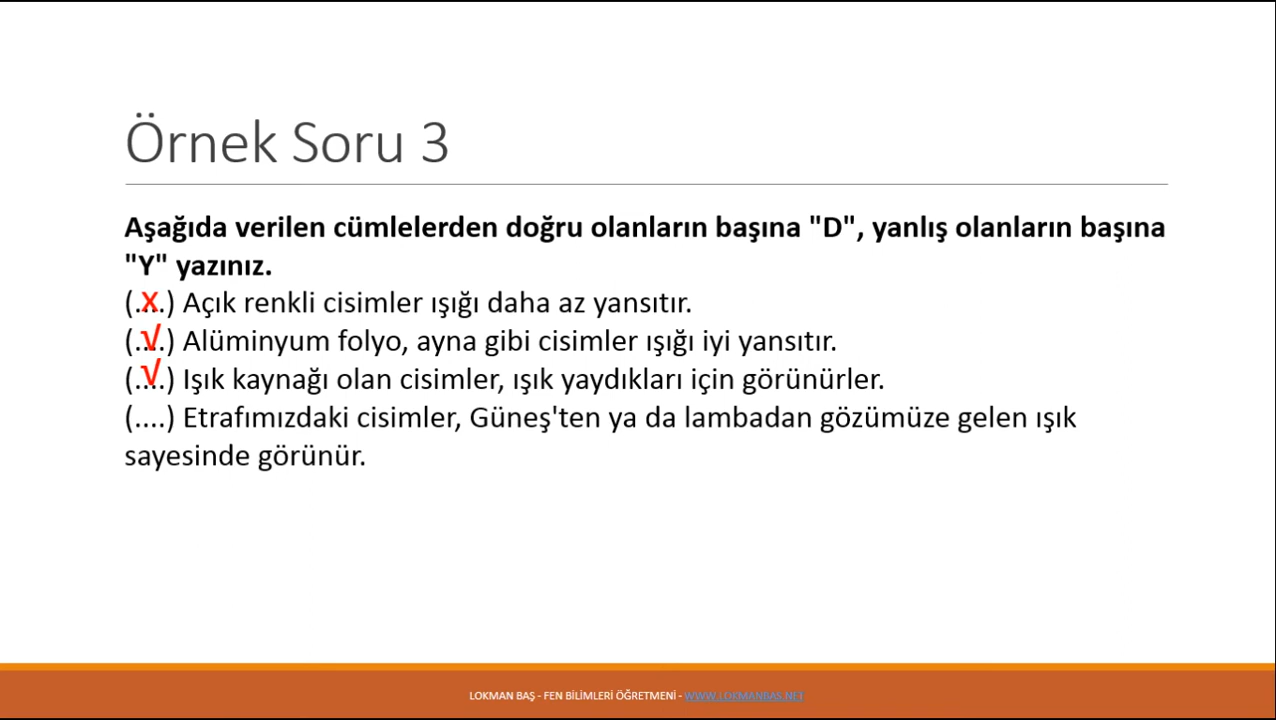 Örnek Soru 3
Aşağıda verilen cümlelerden doğru olanların başına "D", yanlış olanların başına
"Y" yazınız.
(.x.) Açık renkli cisimler ışığı daha az yansıtır.
(.√.) Alüminyum folyo, ayna gibi cisimler ışığı iyi yansıtır.
(.√.) Işık kaynağı olan cisimler, ışık yaydıkları için görünürler.
(....) Etrafımızdaki cisimler, Güneş'ten ya da lambadan gözümüze gelen ışık
sayesinde görünür.
LOKMAN BAŞ - FEN BİLİMLERİ ÖĞRETMENİ - WWW.LOKMANBAS.NET